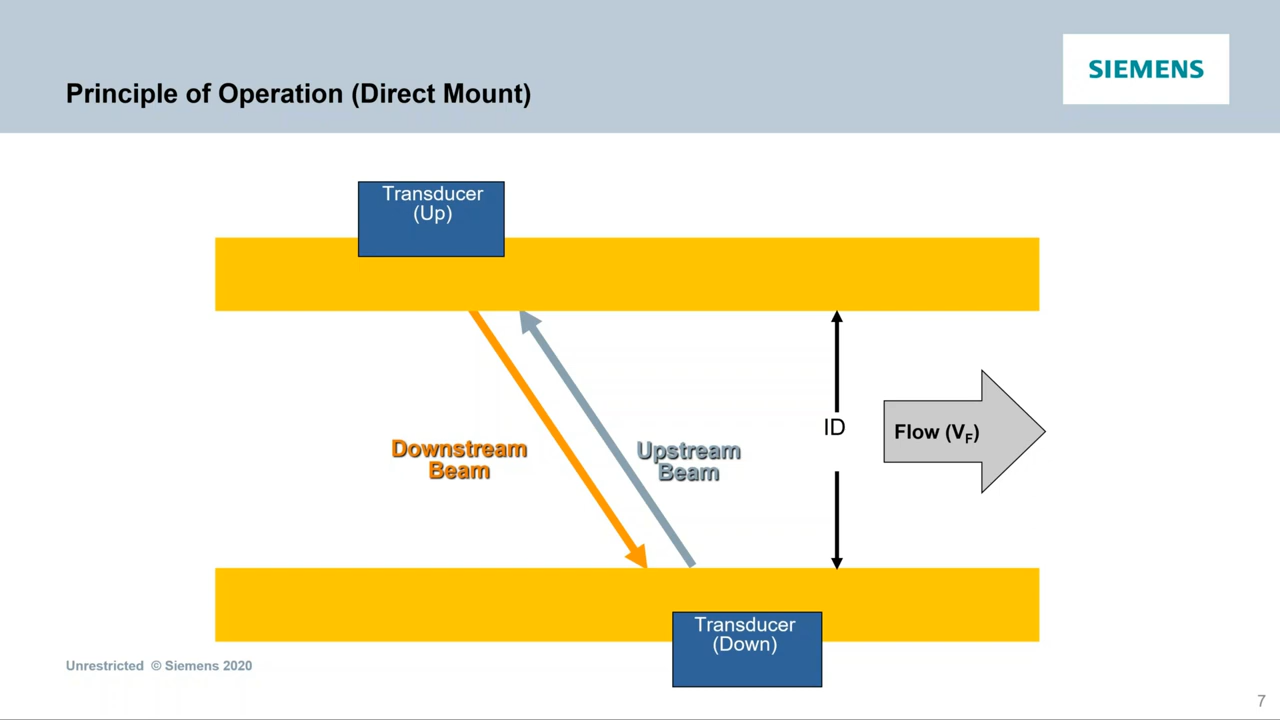 SIEMENS
Principle of Operation (Direct Mount)
Transducer
(Up)
Downstream
Beam
Upstream
Beam
ID
Flow (VF)
Transducer
(Down)
Unrestricted © Siemens 2020
7